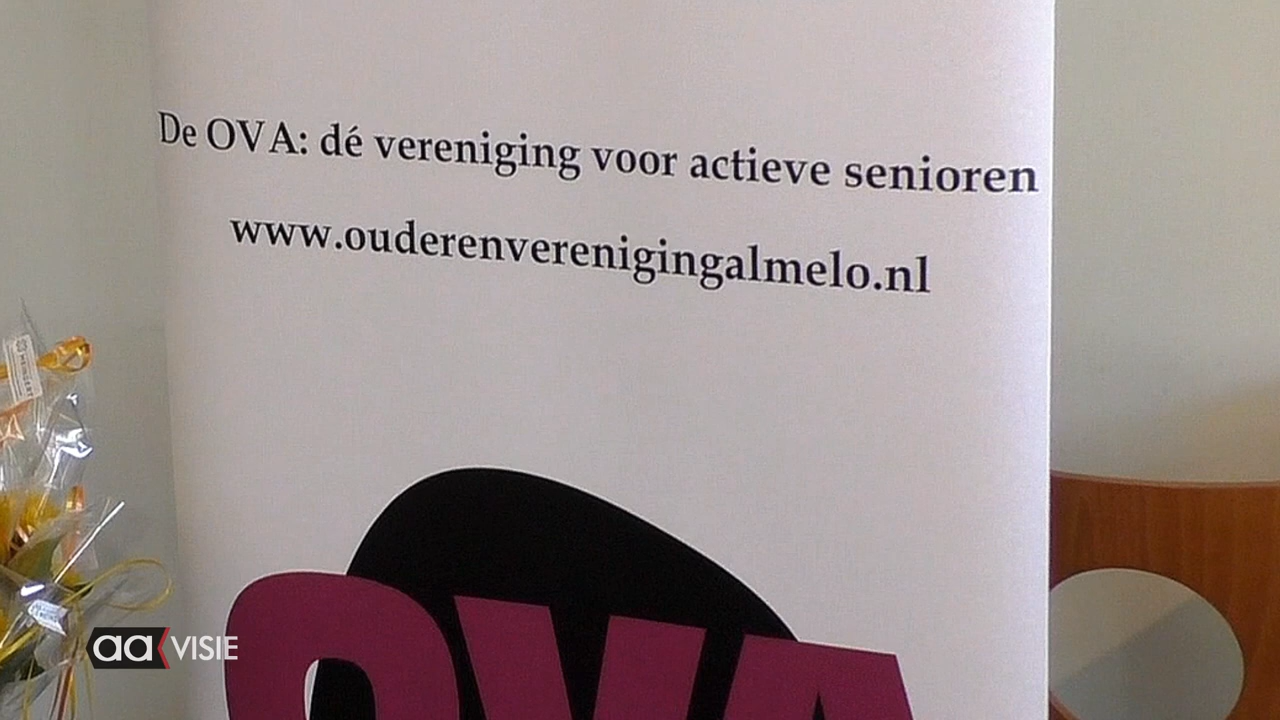 De OVA: dé vereniging voor actieve senioren
www.ouderenverenigingalmelo.nl
OVA
aa VISIE